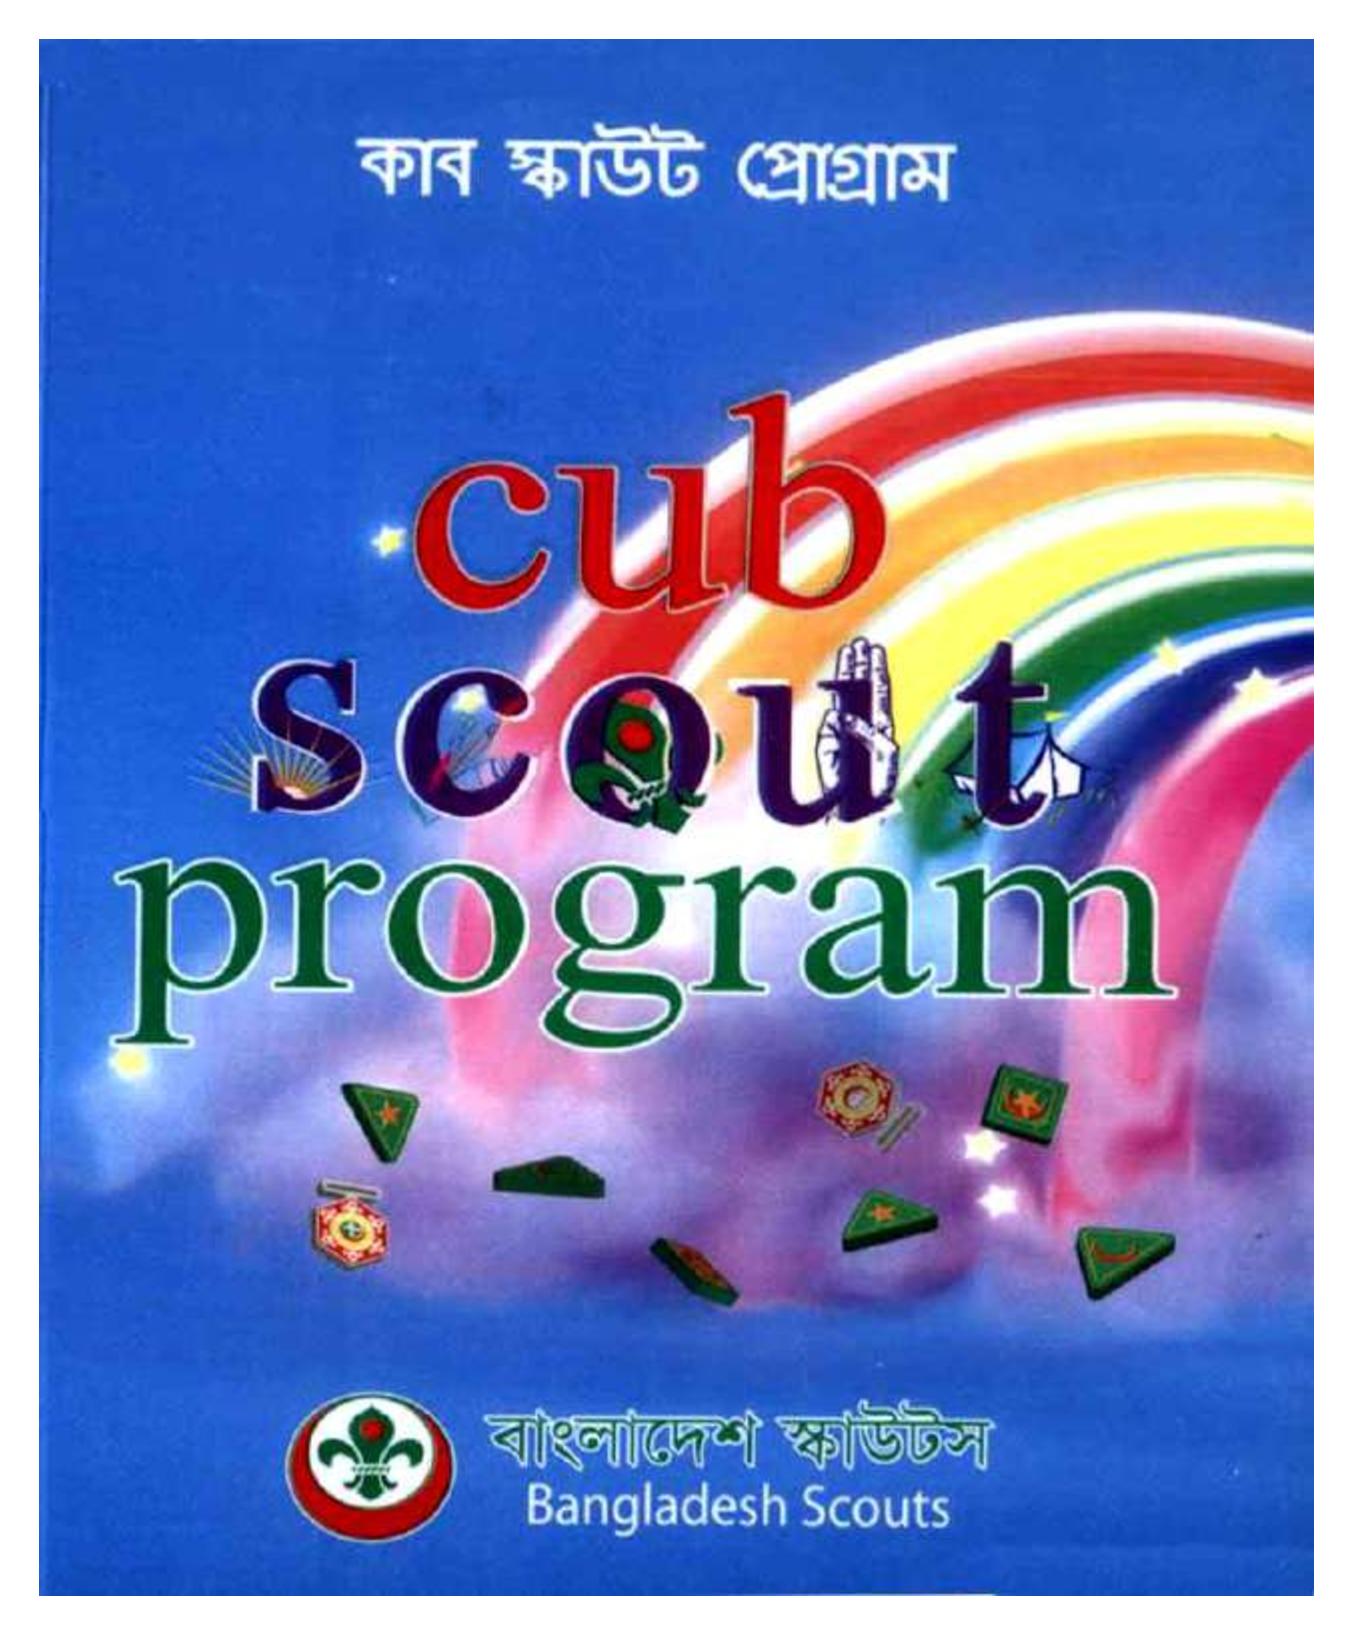 কাব স্কাউট প্রোগ্রাম
cub
scout
program
বাংলাদেশ স্কাউটস
Bangladesh Scouts